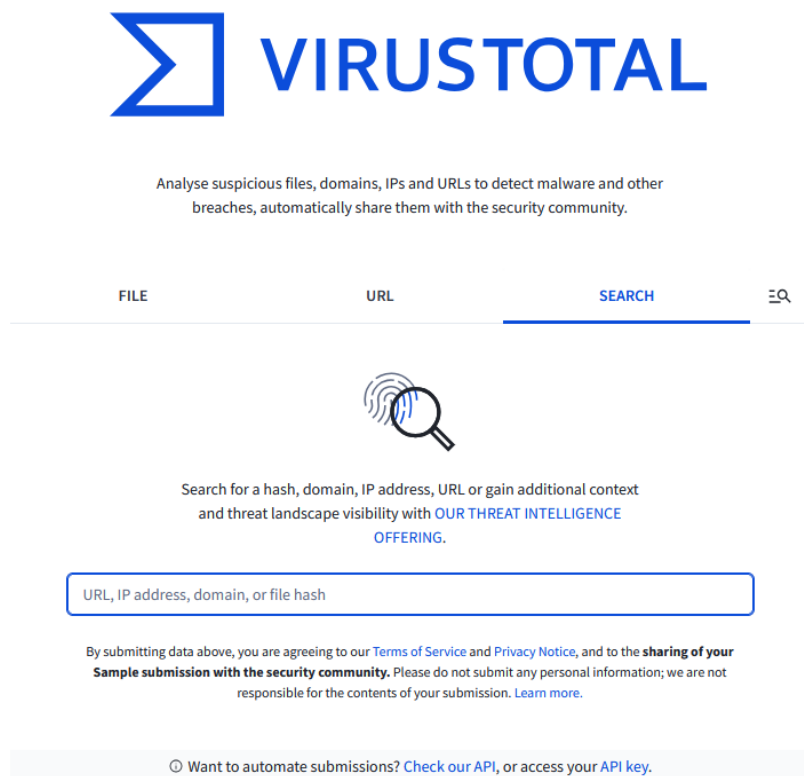 VIRUSTOTAL
Analyse suspicious files, domains, IPs and URLs to detect malware and other
breaches, automatically share them with the security community.
FILE
URL
SEARCH
Search for a hash, domain, IP address, URL or gain additional context
and threat landscape visibility with OUR THREAT INTELLIGENCE
OFFERING.
URL, IP address, domain, or file hash
By submitting data above, you are agreeing to our Terms of Service and Privacy Notice, and to the sharing of your
Sample submission with the security community. Please do not submit any personal information; we are not
responsible for the contents of your submission. Learn more.
Want to automate submissions? Check our API, or access your API key.